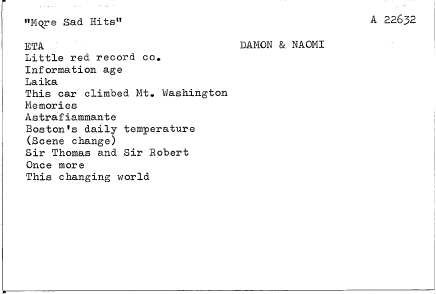 "More Sad Hits" A 22632
ETA DAMON & NAOMI
Little red record co.
Information age
Laika
This car climbed Mt. Washington
Memories
Astrafiammante
Boston's daily temperature
(Scene change)
Sir Thomas and Sir Robert
Once more
This changing world